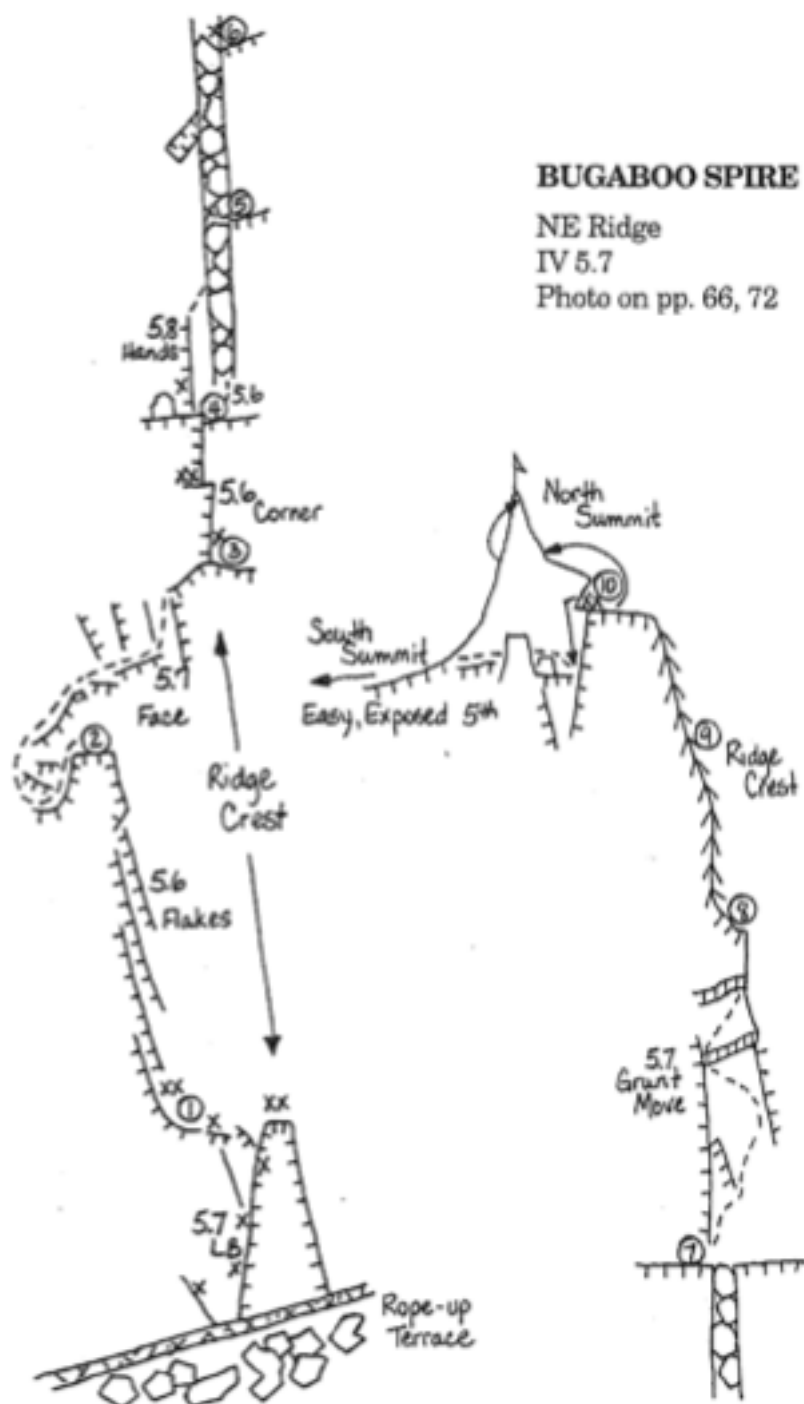 BUGABOO SPIRE
NE Ridge
IV 5.7
Photo on pp. 66, 72
6
5
5.8
Hands
x
4
5.6
xx
5.6
Corner
x
3
5.7
Face
2
Ridge
Crest
5.6
Flakes
xx
1
x
xx
x
x
5.7
LB
x
x
Rope-up
Terrace
North
Summit
10
South
Summit
Easy, Exposed 5th
9
Ridge
Crest
8
5.7
Grunt
Move
7